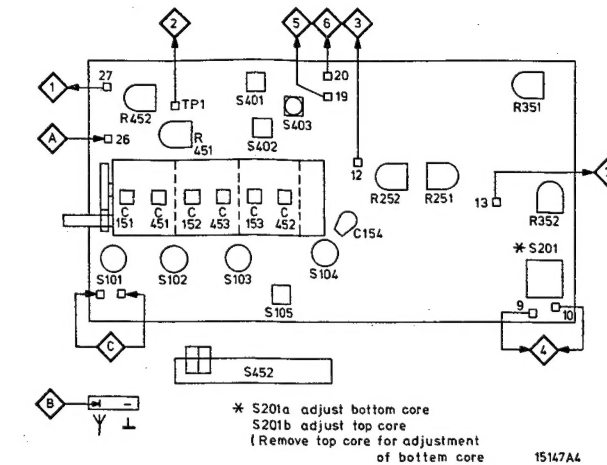 2
5
6
3
1
27
R452
TP1
S401
20
19
S403
R351
A
26
R
451
S402
12
R252
R251
13
R352
C
151
C
451
C
152
C
453
C
153
C
452
C154
* S201
S101
S102
S103
S104
S105
9
10
C
4
S452
B
* S201a adjust bottom core
S201b adjust top core
(Remove top core for adjustment
of bottem core
15147A4